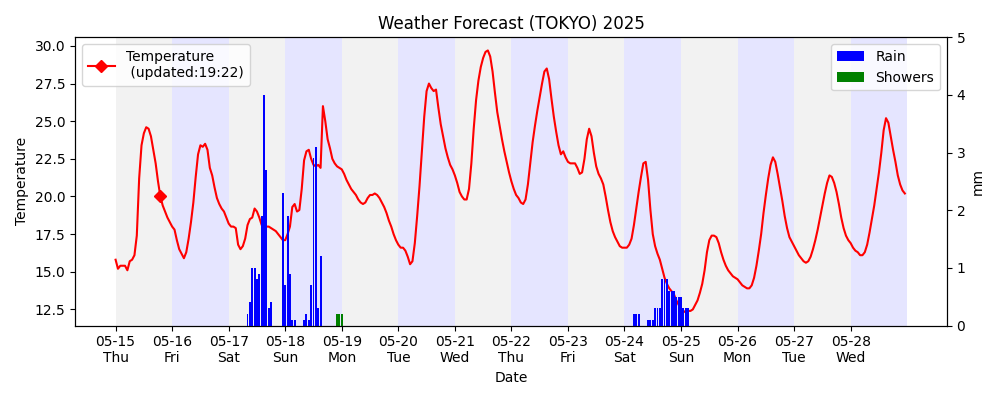 Weather Forecast (TOKYO) 2025
Temperature
(updated:19:22)
Rain
Showers
30.0
27.5
25.0
22.5
20.0
17.5
15.0
12.5
Temperature
5
4
3
2
1
0
mm
05-15 05-16 05-17 05-18 05-19 05-20 05-21 05-22 05-23 05-24 05-25 05-26 05-27 05-28
Thu Fri Sat Sun Mon Tue Wed Thu Fri Sat Sun Mon Tue Wed
Date